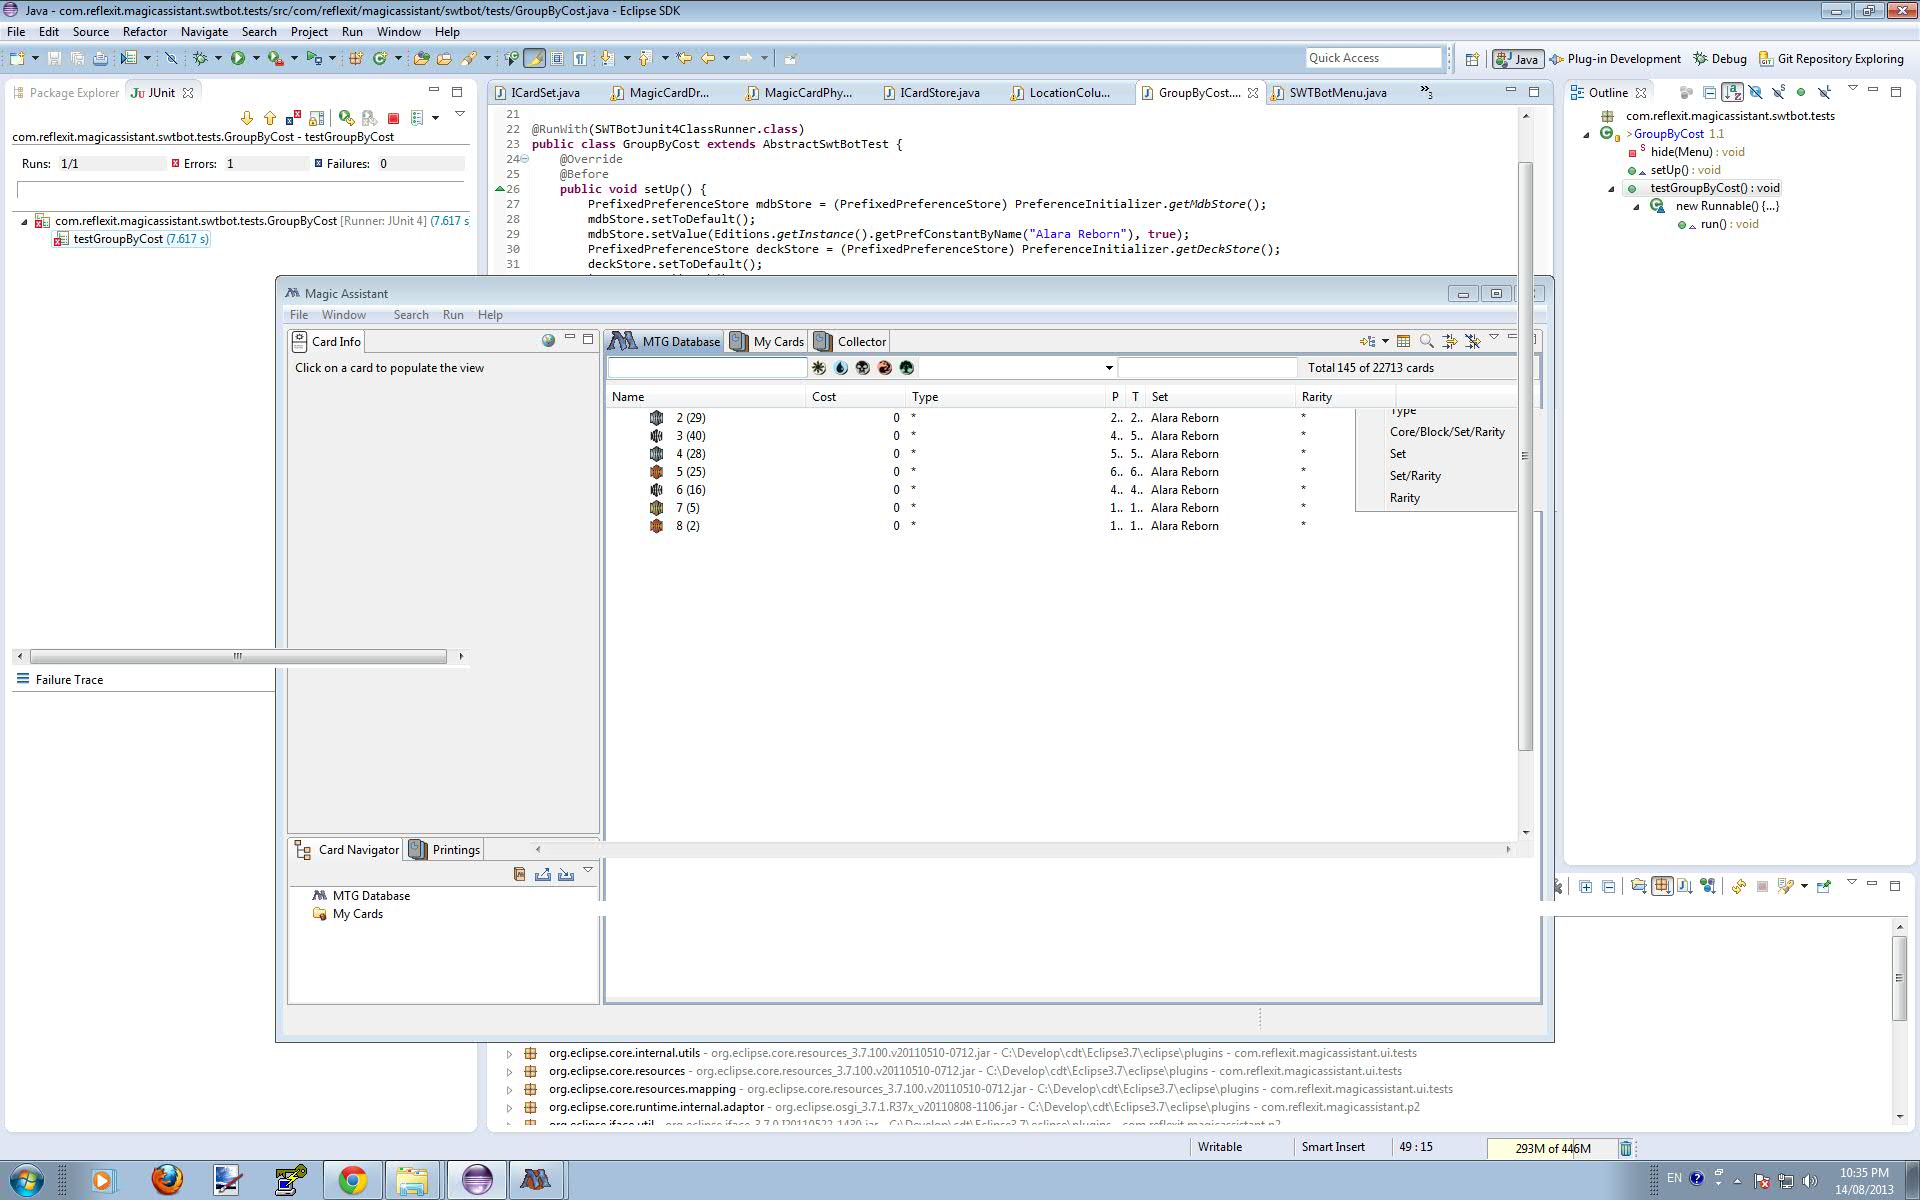 Java - com.reflexit.magicassistant.swtbot.tests/src/com/reflexit/magicassistant/swtbot/tests/GroupByCost.java - Eclipse SDK
File Edit Source Refactor Navigate Search Project Run Window Help
Quick Access
Java
Plug-in Development
Debug
Git Repository Exploring
Package Explorer
JUnit
com.reflexit.magicassistant.swtbot.tests.GroupByCost - testGroupByCost
Runs: 1/1 Errors: 1 Failures: 0
com.reflexit.magicassistant.swtbot.tests.GroupByCost [Runner: JUnit 4] (7.617 s
testGroupByCost (7.617 s)
Failure Trace
ICardSet.java
MagicCardDr...
MagicCardPhy...
ICardStore.java
LocationColu...
GroupByCost....
SWTBotMenu.java
»3
21
22 @RunWith(SWTBotJunit4ClassRunner.class)
23 public class GroupByCost extends AbstractSwtBotTest {
24 @Override
25 @Before
26 public void setUp() {
27 PrefixedPreferenceStore mdbStore = (PrefixedPreferenceStore) PreferenceInitializer.getMdbStore();
28 mdbStore.setToDefault();
29 mdbStore.setValue(Editions.getInstance().getPrefConstantByName("Alara Reborn"), true);
30 PrefixedPreferenceStore deckStore = (PrefixedPreferenceStore) PreferenceInitializer.getDeckStore();
31 deckStore.setToDefault();
Outline
com.reflexit.magicassistant.swtbot.tests
> GroupByCost 1.1
hide(Menu) : void
setUp() : void
testGroupByCost() : void
new Runnable() {...}
run() : void
Magic Assistant
File Window Search Run Help
Card Info
Click on a card to populate the view
MTG Database
My Cards
Collector
Total 145 of 22713 cards
Name Cost Type P T Set Rarity
2 (29) 0 * 2.. 2.. Alara Reborn *
3 (40) 0 * 4.. 5.. Alara Reborn *
4 (28) 0 * 5.. 5.. Alara Reborn *
5 (25) 0 * 6.. 6.. Alara Reborn *
6 (16) 0 * 4.. 4.. Alara Reborn *
7 (5) 0 * 1.. 1.. Alara Reborn *
8 (2) 0 * 1.. 1.. Alara Reborn *
Type
Core/Block/Set/Rarity
Set
Set/Rarity
Rarity
Card Navigator
Printings
MTG Database
My Cards
org.eclipse.core.internal.utils - org.eclipse.core.resources_3.7.100.v20110510-0712.jar - C:\Develop\cdt\Eclipse3.7\eclipse\plugins - com.reflexit.magicassistant.ui.tests
org.eclipse.core.resources - org.eclipse.core.resources_3.7.100.v20110510-0712.jar - C:\Develop\cdt\Eclipse3.7\eclipse\plugins - com.reflexit.magicassistant.ui.tests
org.eclipse.core.resources.mapping - org.eclipse.core.resources_3.7.100.v20110510-0712.jar - C:\Develop\cdt\Eclipse3.7\eclipse\plugins - com.reflexit.magicassistant.ui.tests
org.eclipse.core.runtime.internal.adaptor - org.eclipse.osgi_3.7.1.R37x_v20110808-1106.jar - C:\Develop\cdt\Eclipse3.7\eclipse\plugins - com.reflexit.magicassistant.p2
Writable
Smart Insert
49 : 15
293M of 446M
EN
10:35 PM
14/08/2013